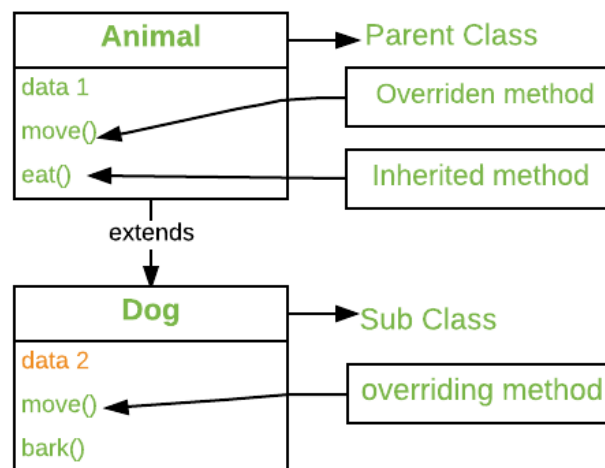 Animal
Parent Class
data 1
Overriden method
move()
eat()
Inherited method
extends
Dog
Sub Class
data 2
move()
overriding method
bark()